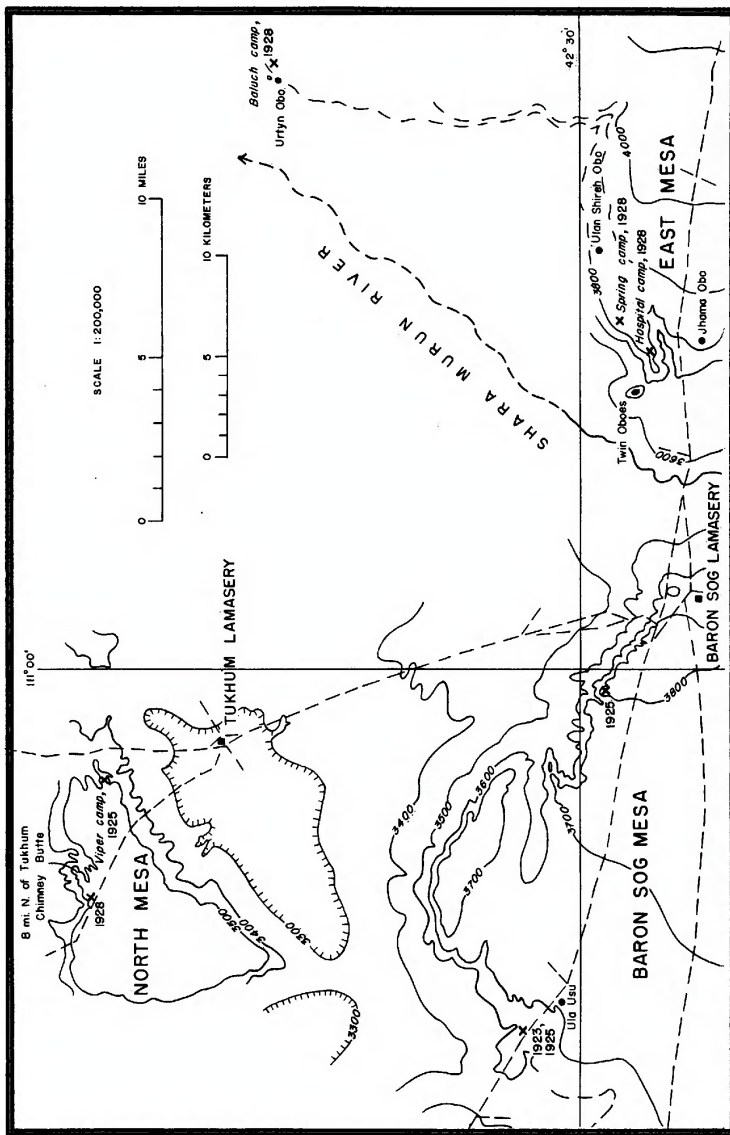 8 mi. N. of Tukhum
Chimney Butte
1928
Viper camp,
1925
NORTH MESA
3500
3400
3300
3300
111° 00'
TUKHUM LAMASERY
SCALE 1:200,000
0
5
10 MILES
0
5
10 KILOMETERS
Baluch camp,
1928
Urtyn Obo
SHARA MURUN RIVER
3400
3500
3600
3700
42° 30'
1923,
1925
Ula Usu
3700
1925
3800
BARON SOG MESA
BARON SOG LAMASERY
3600
Twin Oboes
3800
Spring camp, 1928
Hospital camp, 1928
Ulan Shireh Obo
4000
EAST MESA
Jhama Obo